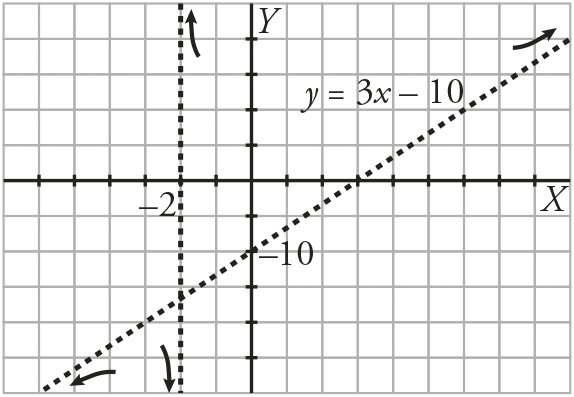 Y
y = 3x – 10
–2
X
–10